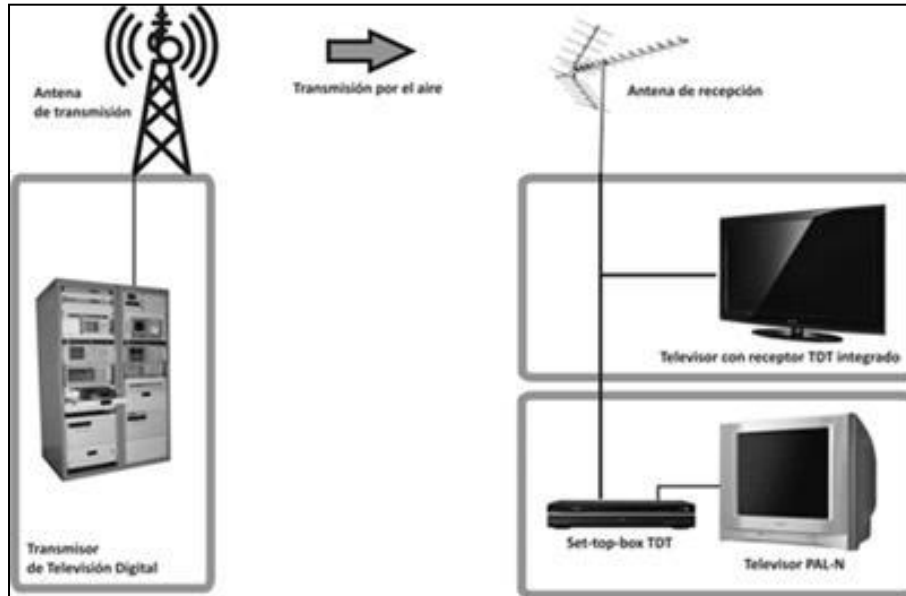 Antena
de transmisión
Transmisión por el aire
Antena de recepción
Televisor con receptor TDT integrado
Transmisor
de Televisión Digital
Set-top-box TDT
Televisor PAL-N